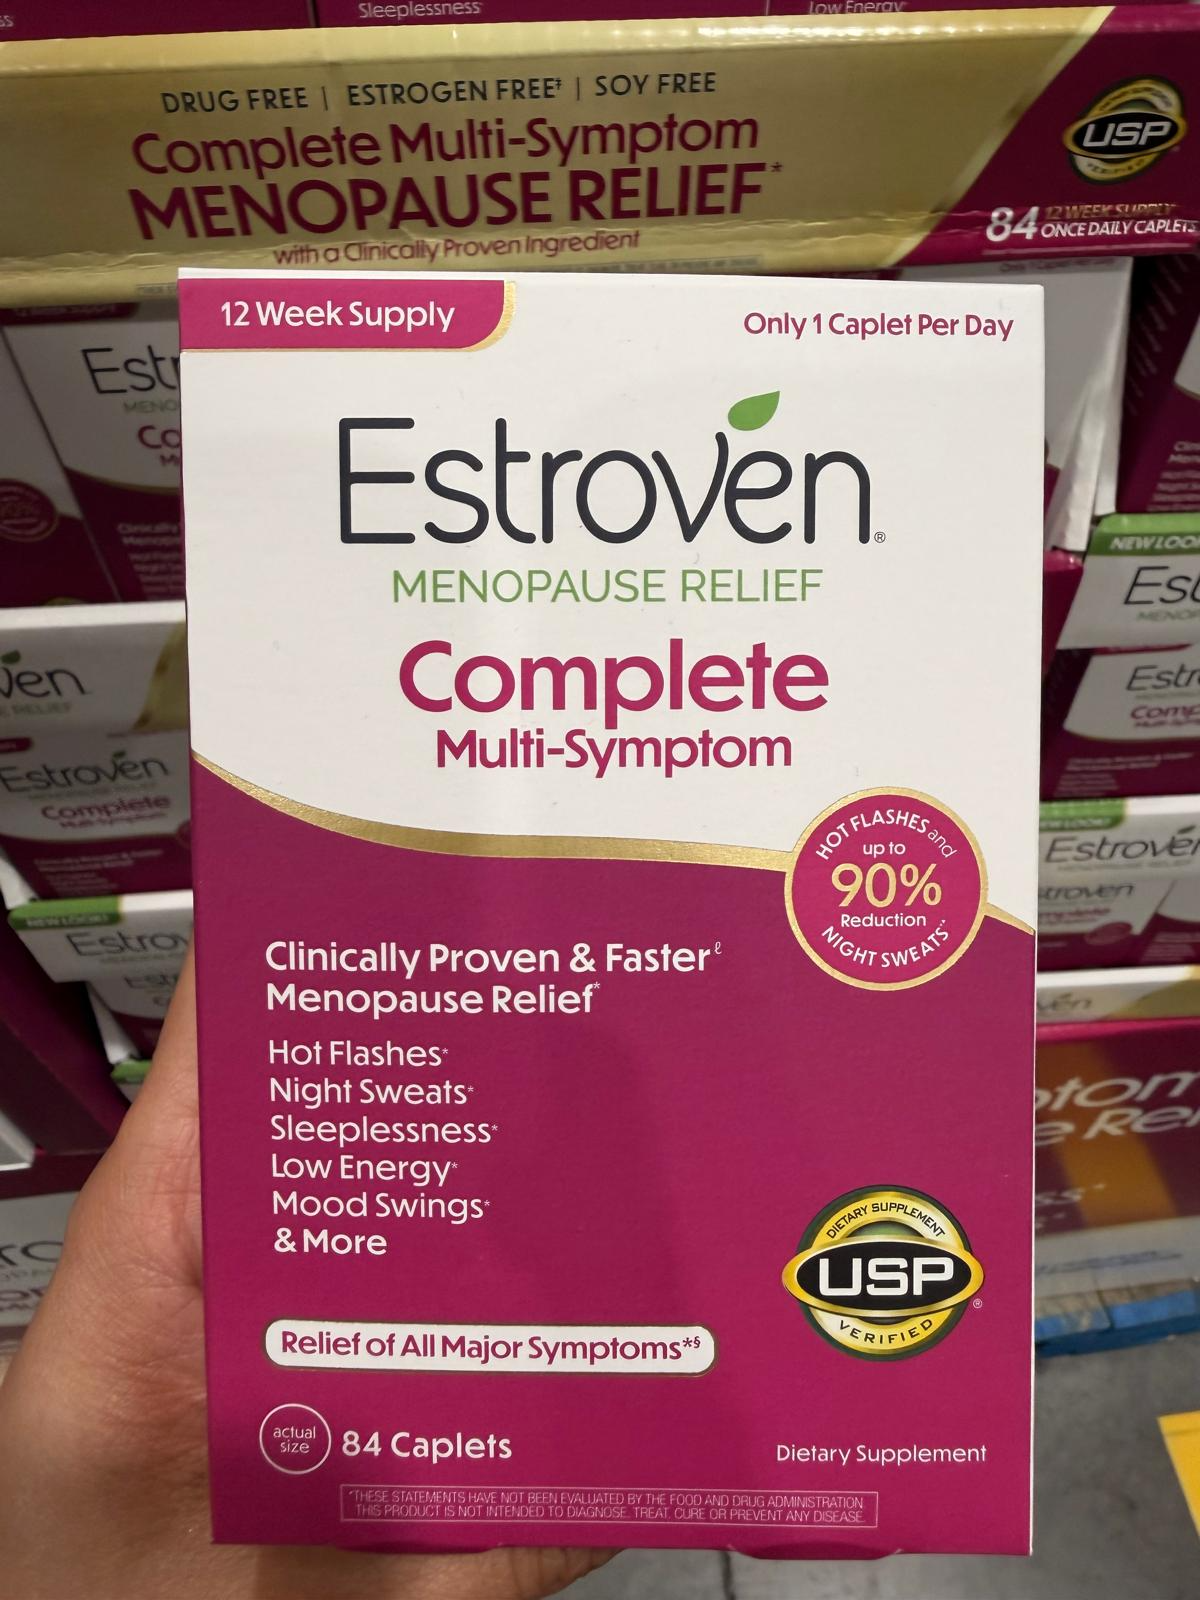 Sleeplessness*
Low Energy*
DRUG FREE | ESTROGEN FREE‡ | SOY FREE
Complete Multi-Symptom
MENOPAUSE RELIEF*
with a Clinically Proven Ingredient
USP
VERIFIED
12 WEEK SUPPLY
84 ONCE DAILY CAPLETS
12 Week Supply
Only 1 Caplet Per Day
Estroven®
MENOPAUSE RELIEF
Complete
Multi-Symptom
HOT FLASHES and
up to
90%
Reduction
NIGHT SWEATS*^
Clinically Proven & Faster ℓ
Menopause Relief*
Hot Flashes*
Night Sweats*
Sleeplessness*
Low Energy*
Mood Swings*
& More
DIETARY SUPPLEMENT
USP®
VERIFIED
Relief of All Major Symptoms*§
actual
size
84 Caplets
Dietary Supplement
*THESE STATEMENTS HAVE NOT BEEN EVALUATED BY THE FOOD AND DRUG ADMINISTRATION.
THIS PRODUCT IS NOT INTENDED TO DIAGNOSE, TREAT, CURE OR PREVENT ANY DISEASE.
Estroven
Complete
Multi-Symptom
NEW LOOK!
Estroven
NEW LOOK!
Estroven